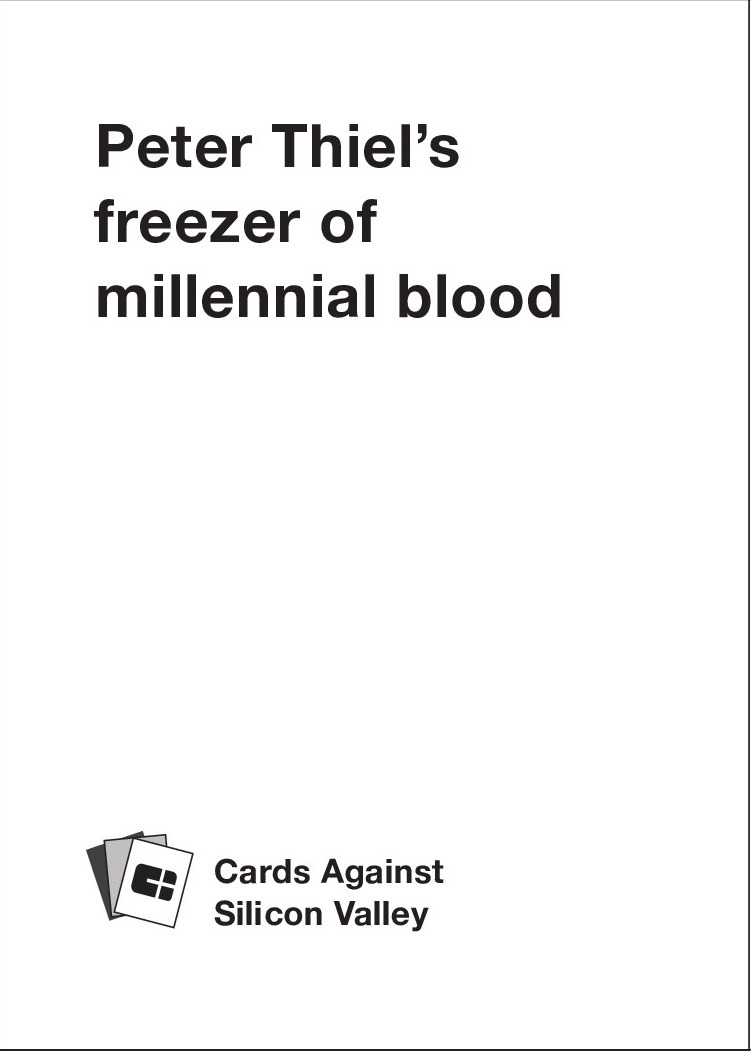 Peter Thiel’s
freezer of
millennial blood
Cards Against
Silicon Valley